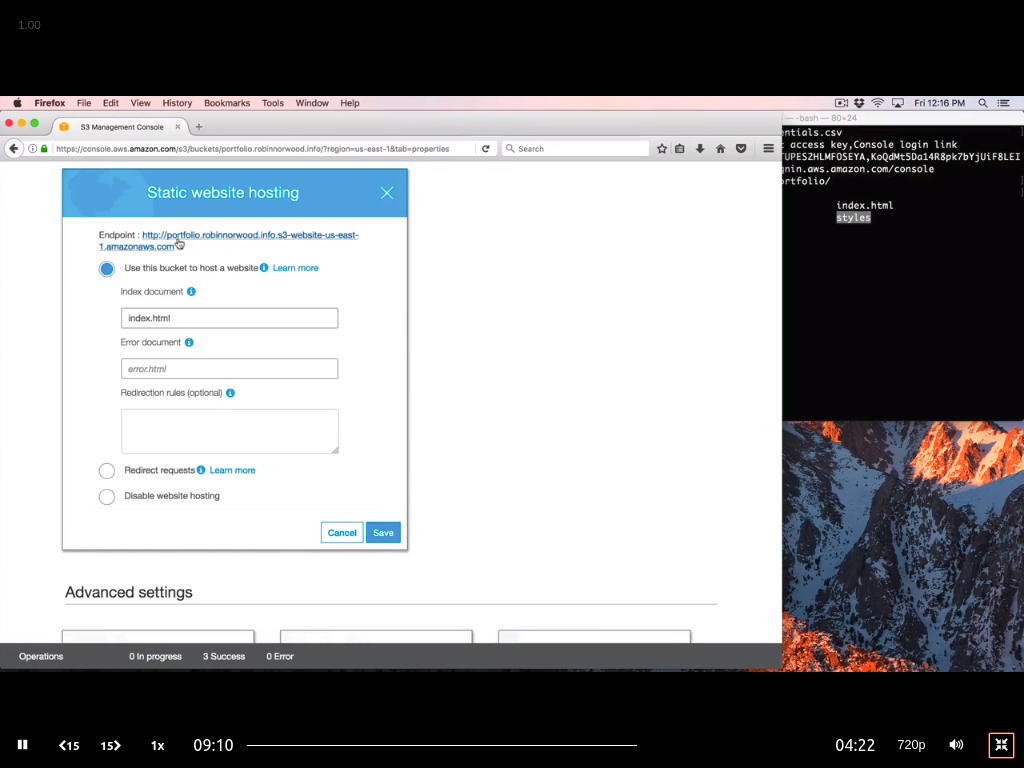 1.00
Firefox File Edit View History Bookmarks Tools Window Help Fri 12:16 PM
S3 Management Console
— -bash — 80×24
https://console.aws.amazon.com/s3/buckets/portfolio.robinnorwood.info/?region=us-east-1&tab=properties
Search
entials.csv
access key,Console login link
gnin.aws.amazon.com/console
ortfolio/
index.html
styles
Static website hosting
Endpoint : http://portfolio.robinnorwood.info.s3-website-us-east-
1.amazonaws.com
Use this bucket to host a website Learn more
Index document
index.html
Error document
error.html
Redirection rules (optional)
Redirect requests Learn more
Disable website hosting
Cancel Save
Advanced settings
Operations 0 In progress 3 Success 0 Error
15 15 1x 09:10 04:22 720p